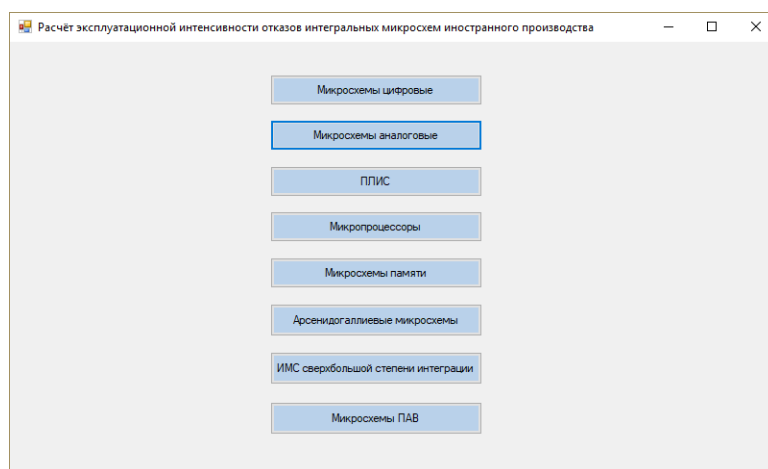 Расчёт эксплуатационной интенсивности отказов интегральных микросхем иностранного производства
Микросхемы цифровые
Микросхемы аналоговые
ПЛИС
Микропроцессоры
Микросхемы памяти
Арсенидогаллиевые микросхемы
ИМС сверхбольшой степени интеграции
Микросхемы ПАВ